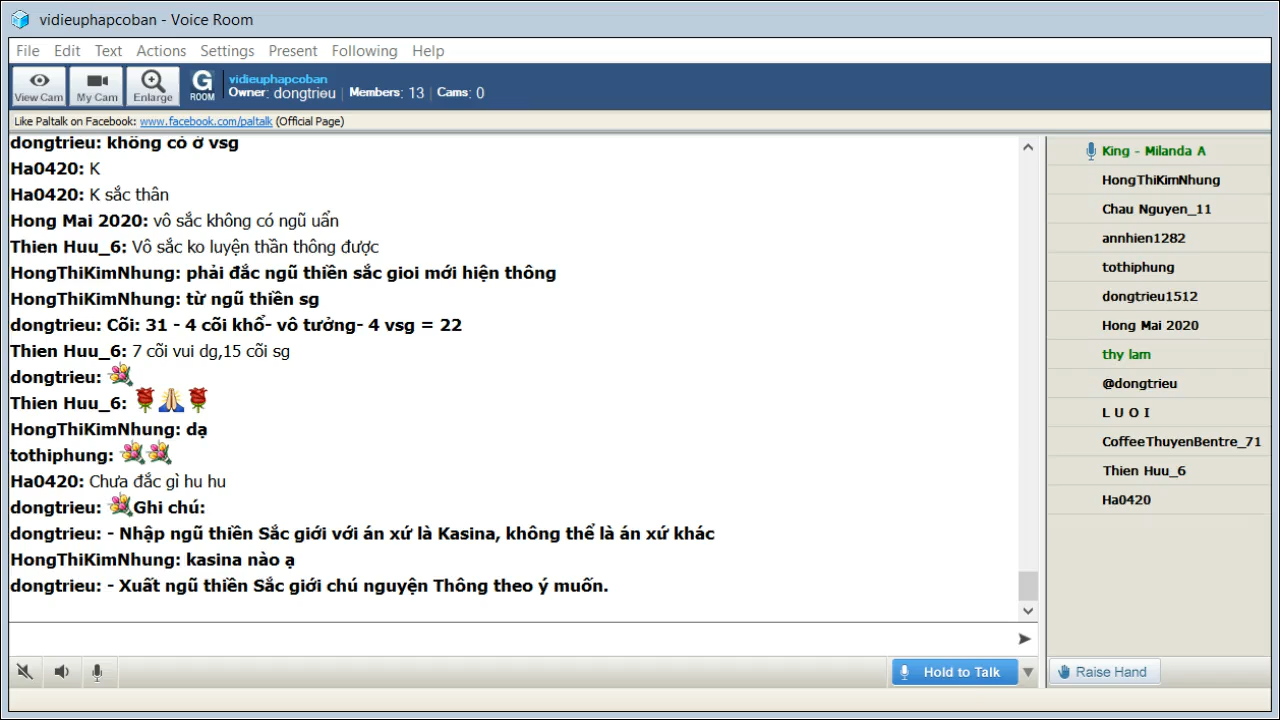 vidieuphapcoban - Voice Room
File Edit Text Actions Settings Present Following Help
View Cam
My Cam
Enlarge
G ROOM
vidieuphapcoban
Owner: dongtrieu | Members: 13 | Cams: 0
Like Paltalk on Facebook: www.facebook.com/paltalk (Official Page)
dongtrieu: không có ở vsg
Ha0420: K
Ha0420: K sắc thân
Hong Mai 2020: vô sắc không có ngũ uẩn
Thien Huu_6: Vô sắc ko luyện thần thông được
HongThiKimNhung: phải đắc ngũ thiền sắc gioi mới hiện thông
HongThiKimNhung: từ ngũ thiền sg
dongtrieu: Cõi: 31 - 4 cõi khổ- vô tưởng- 4 vsg = 22
Thien Huu_6: 7 cõi vui dg,15 cõi sg
dongtrieu:
Thien Huu_6:
HongThiKimNhung: dạ
tothiphung:
Ha0420: Chưa đắc gì hu hu
dongtrieu: Ghi chú:
dongtrieu: - Nhập ngũ thiền Sắc giới với án xứ là Kasina, không thể là án xứ khác
HongThiKimNhung: kasina nào ạ
dongtrieu: - Xuất ngũ thiền Sắc giới chú nguyện Thông theo ý muốn.
King - Milanda A
HongThiKimNhung
Chau Nguyen_11
annhien1282
tothiphung
dongtrieu1512
Hong Mai 2020
thy lam
@dongtrieu
L U O I
CoffeeThuyenBentre_71
Thien Huu_6
Ha0420
Hold to Talk
Raise Hand